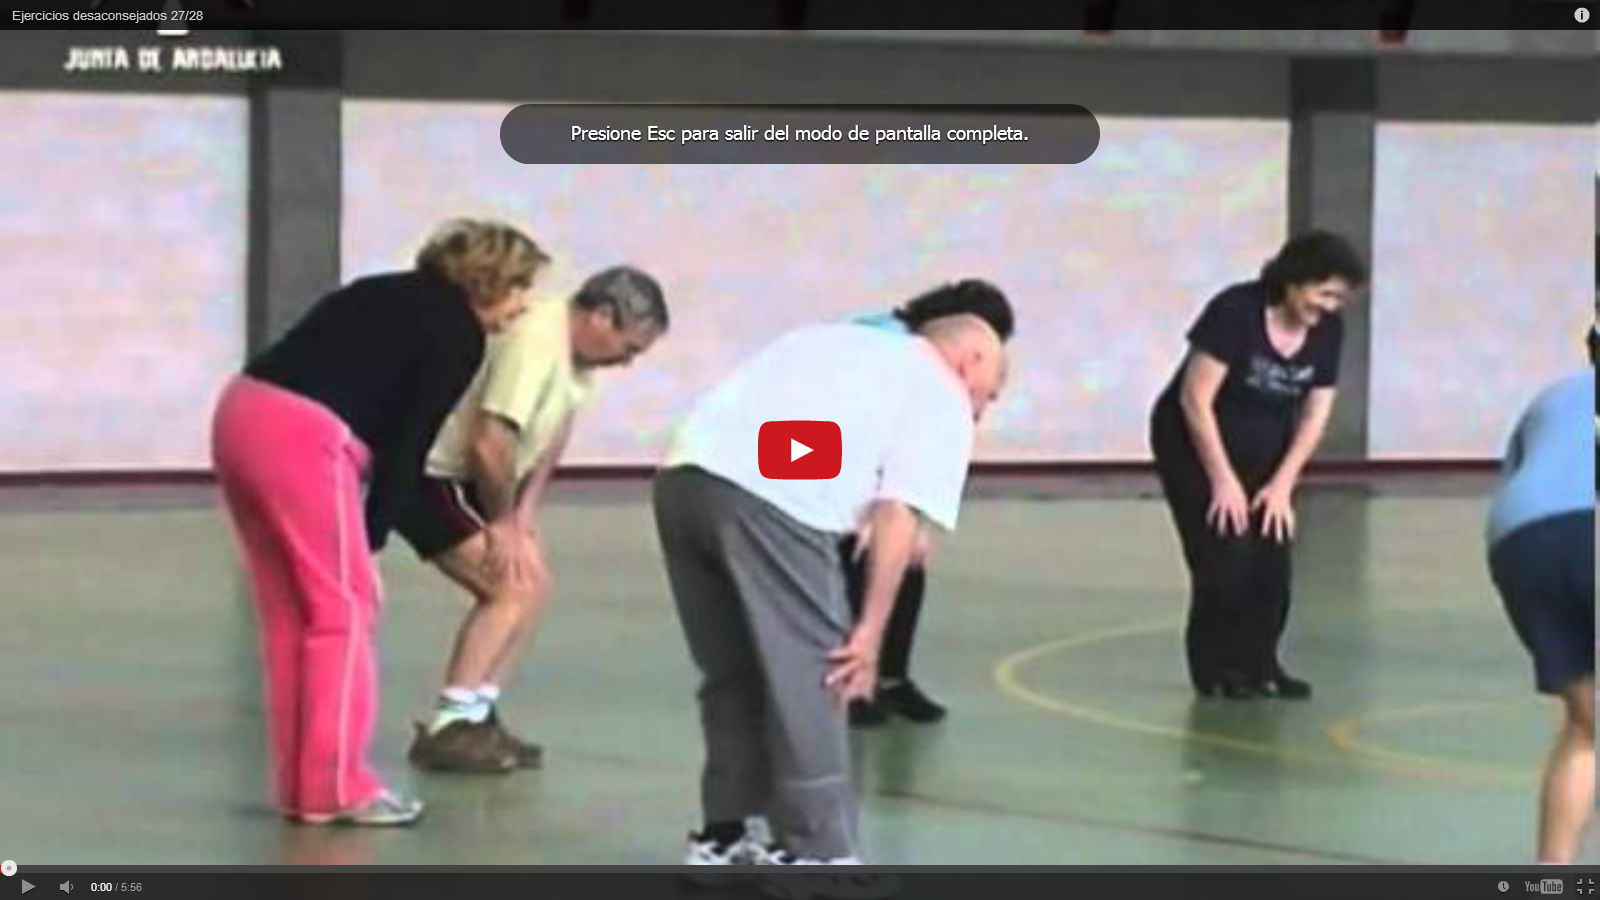 Ejercicios desaconsejados 27/28
JUNTA DE ANDALUCIA
Presione Esc para salir del modo de pantalla completa.
0:00 / 5:56
YouTube